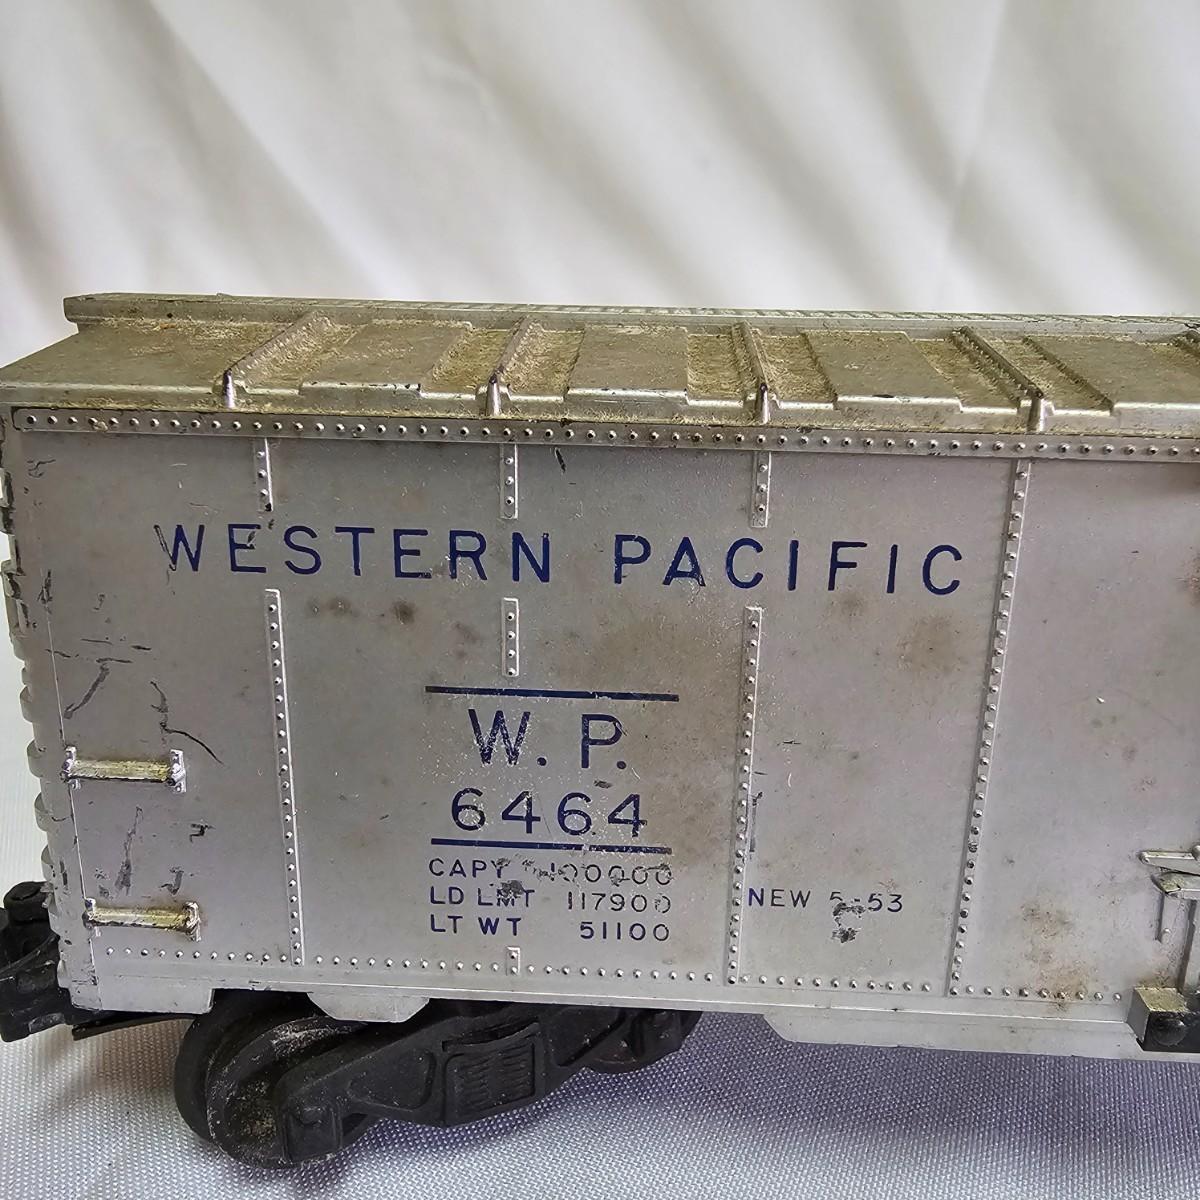 WESTERN PACIFIC
W. P.
6464
CAPY 100000
LD LMT 117900
LT WT 51100
NEW 5-53